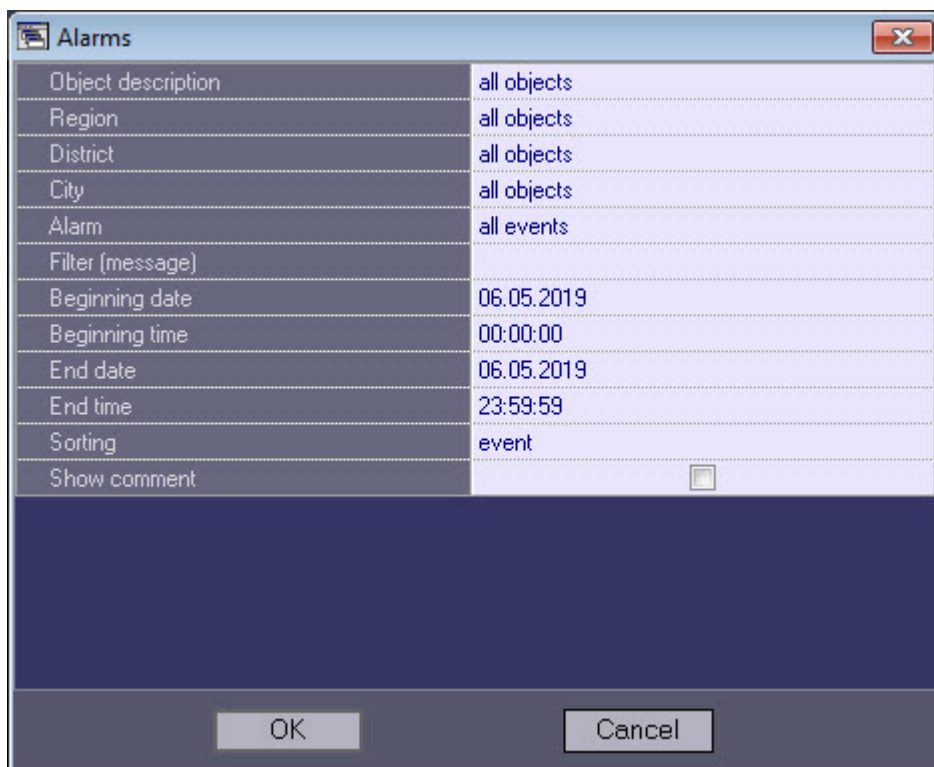 Alarms
Object description all objects
Region all objects
District all objects
City all objects
Alarm all events
Filter (message)
Beginning date 06.05.2019
Beginning time 00:00:00
End date 06.05.2019
End time 23:59:59
Sorting event
Show comment
OK Cancel